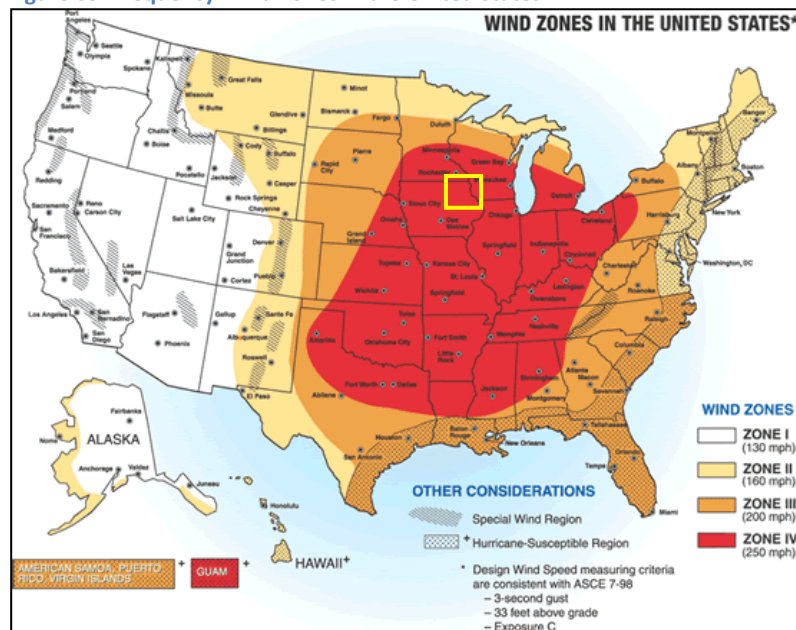 WIND ZONES IN THE UNITED STATES*
Port
Angeles
Seattle
Olympia
Spokane
Kalispell
Great Falls
Minot
Portland
Salem
Missoula
Butte
Glendive
Bismarck
Fargo
Duluth
Billings
Medford
Challis
Boise
Cody
Buffalo
Rapid
City
Pierre
Minneapolis
Green Bay
Montpelier
Bangor
Redding
Pocatello
Jackson
Casper
Rochester
Buffalo
Albany
Boston
Rock Springs
Sioux City
Detroit
Sacramento
Reno
Carson City
Salt Lake City
Cheyenne
Omaha
Des
Moines
Chicago
Cleveland
Harrisburg
New York
San
Francisco
Grand
Junction
Denver
Grand
Island
Springfield
Indianapolis
Cincinnati
Washington, DC
Bakersfield
Las
Vegas
Cortez
Pueblo
Topeka
Kansas City
St. Louis
Charleston
Lexington
Roanoke
Los Angeles
San
Bernadino
Wichita
Springfield
Owensboro
Raleigh
San
Diego
Flagstaff
Gallup
Santa Fe
Albuquerque
Amarillo
Tulsa
Oklahoma City
Fort Smith
Memphis
Nashville
Columbia
Phoenix
Roswell
Little
Rock
Atlanta
Macon
El Paso
Fort Worth
Dallas
Birmingham
Savannah
Abilene
Jackson
Montgomery
Tallahassee
Houston
Baton
Rouge
New Orleans
San Antonio
Orlando
Tampa
Miami
Fairbanks
ALASKA
Nome
Anchorage
Valdez
Juneau
Honolulu
HAWAII+
AMERICAN SAMOA, PUERTO
RICO, VIRGIN ISLANDS
+
GUAM
+
OTHER CONSIDERATIONS
Special Wind Region
+ Hurricane-Susceptible Region
* Design Wind Speed measuring criteria
are consistent with ASCE 7-98
– 3-second gust
– 33 feet above grade
– Exposure C
WIND ZONES
ZONE I
(130 mph)
ZONE II
(160 mph)
ZONE III
(200 mph)
ZONE IV
(250 mph)